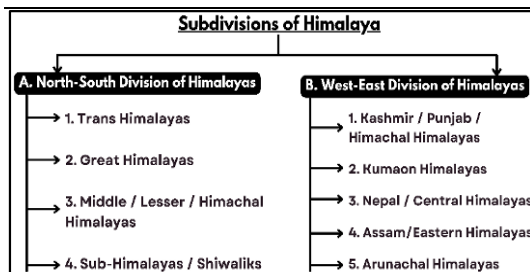 Subdivisions of Himalaya
A. North-South Division of Himalayas
1. Trans Himalayas
2. Great Himalayas
3. Middle / Lesser / Himachal
Himalayas
4. Sub-Himalayas / Shiwaliks
B. West-East Division of Himalayas
1. Kashmir / Punjab /
Himachal Himalayas
2. Kumaon Himalayas
3. Nepal / Central Himalayas
4. Assam/Eastern Himalayas
5. Arunachal Himalayas